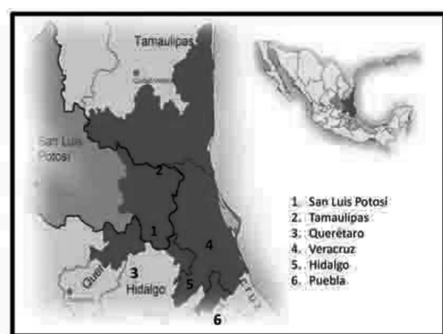 Tamaulipas
San Luis
Potosi
2
1
4
3
Hidalgo
5
6
1. San Luis Potosi
2. Tamaulipas
3. Querétaro
4. Veracruz
5. Hidalgo
6. Puebla